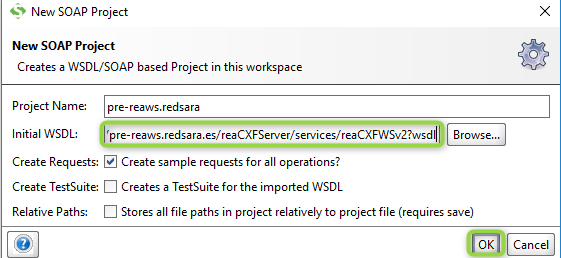 New SOAP Project
New SOAP Project
Creates a WSDL/SOAP based Project in this workspace
Project Name: pre-reaws.redsara
Initial WSDL: pre-reaws.redsara.es/reaCXFServer/services/reaCXFWSv2?wsdl Browse...
Create Requests: Create sample requests for all operations?
Create TestSuite: Creates a TestSuite for the imported WSDL
Relative Paths: Stores all file paths in project relatively to project file (requires save)
? OK Cancel